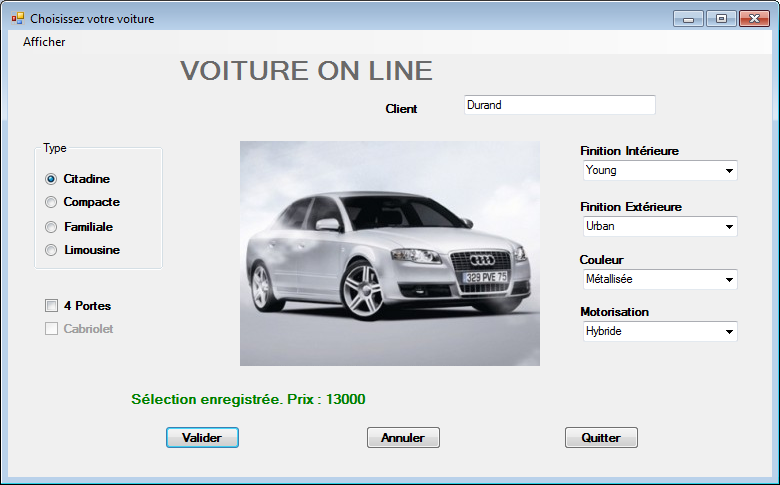 Choisissez votre voiture
Afficher
VOITURE ON LINE
Client
Durand
Type
Citadine
Compacte
Familiale
Limousine
4 Portes
Cabriolet
329 PVE 75
Finition Intérieure
Young
Finition Extérieure
Urban
Couleur
Métallisée
Motorisation
Hybride
Sélection enregistrée. Prix : 13000
Valider
Annuler
Quitter